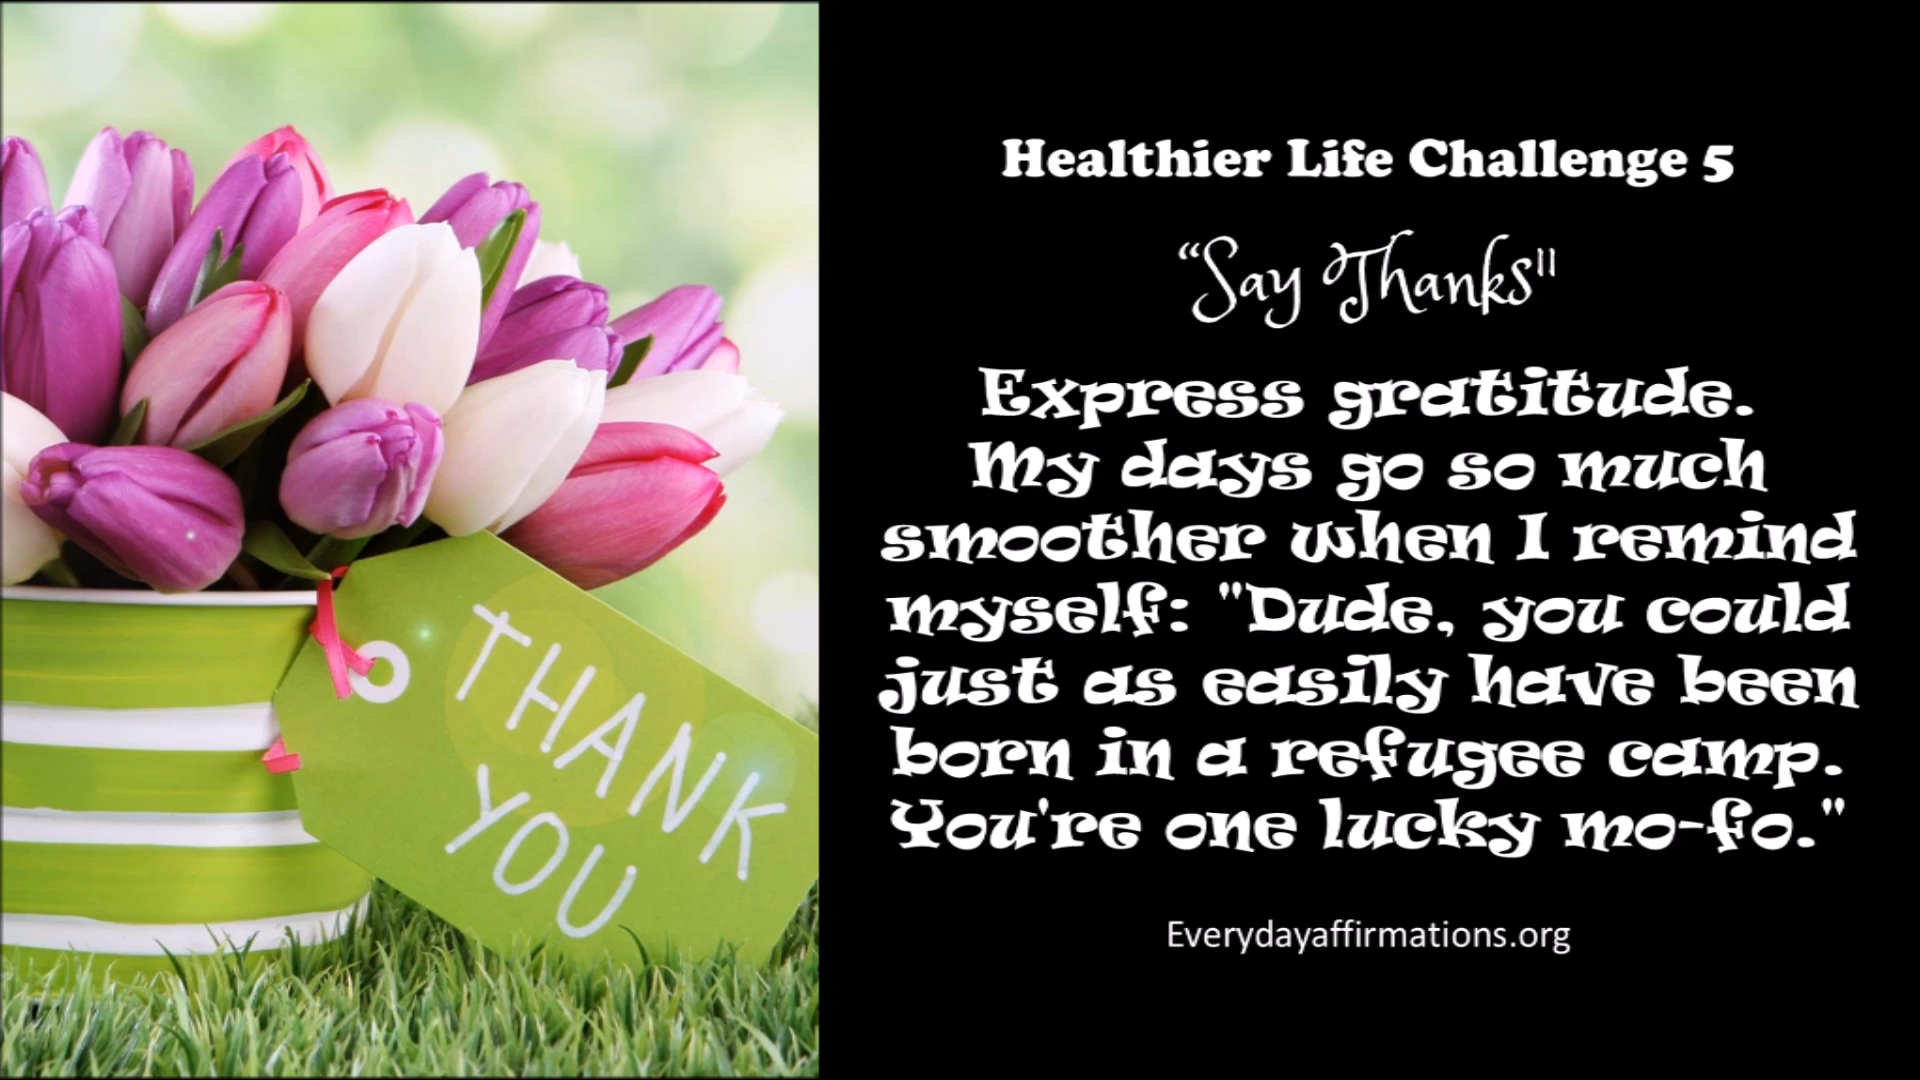 THANK
YOU
Healthier Life Challenge 5
“Say Thanks"
Express gratitude.
My days go so much
smoother when I remind
myself: "Dude, you could
just as easily have been
born in a refugee camp.
You're one lucky mo-fo."
Everydayaffirmations.org